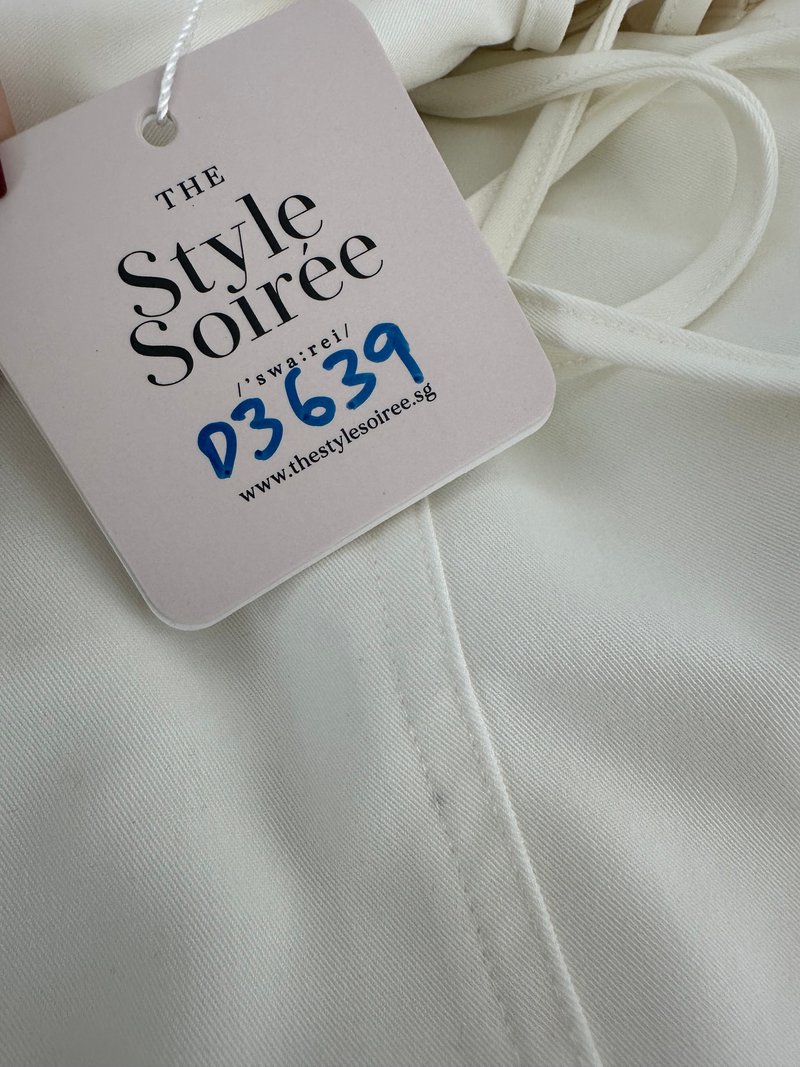 THE
Style
Soirée
/'swa:rei/
D3639
www.thestylesoiree.sg